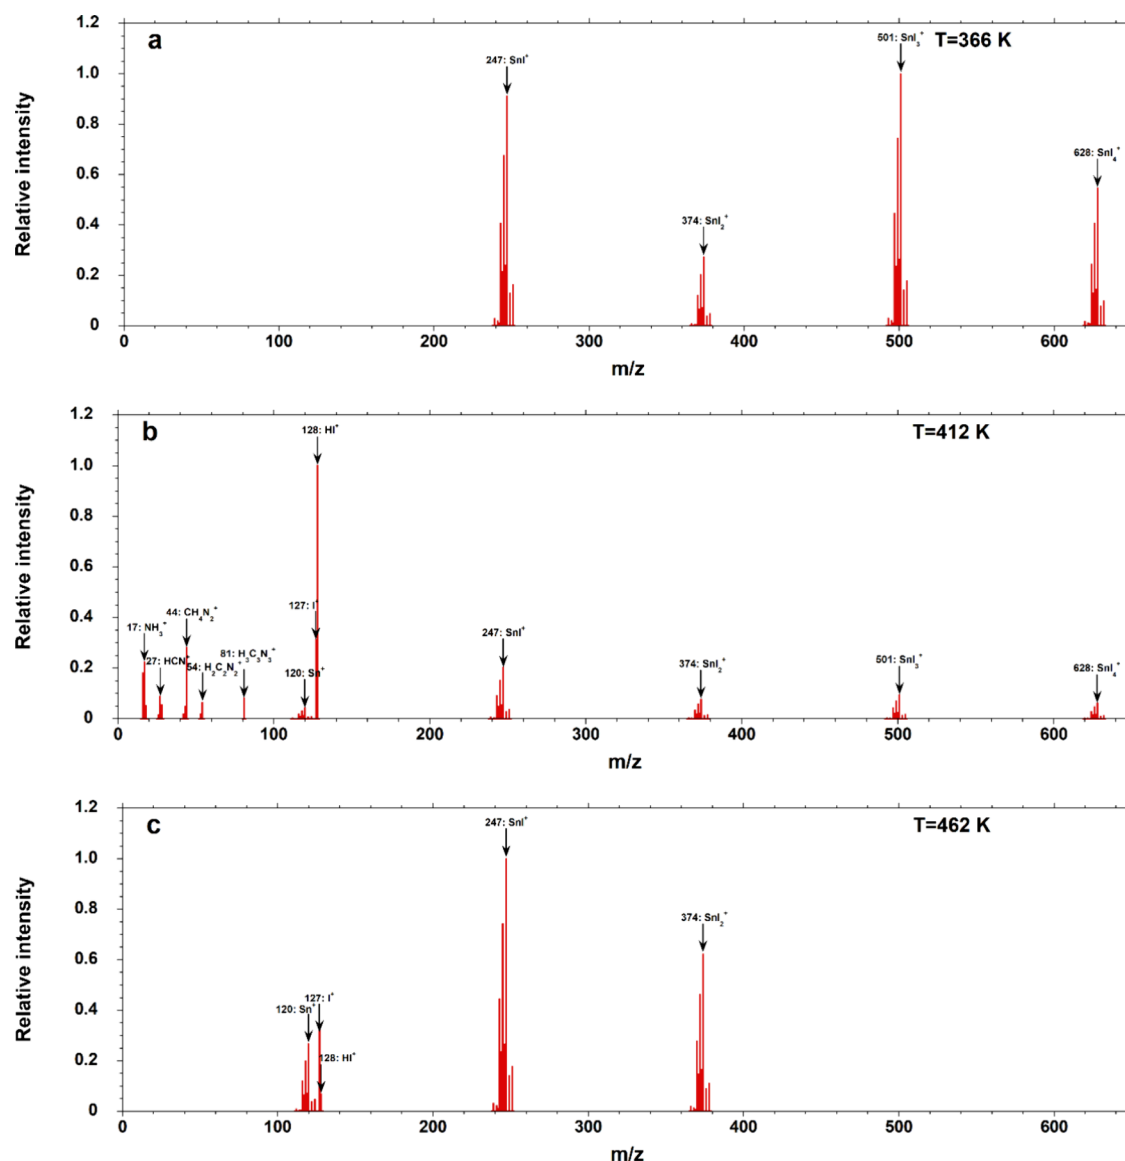 a
T=366 K
247: SnI⁺
374: SnI₂⁺
501: SnI₃⁺
628: SnI₄⁺
Relative intensity
1.2
1.0
0.8
0.6
0.4
0.2
0
0 100 200 300 400 500 600
m/z
b
T=412 K
128: HI⁺
127: I⁺
44: CH₄N₂⁺
17: NH₃⁺
27: HCN⁺
54: H₂C₂N₂⁺
81: H₃C₃N₃⁺
120: Sn⁺
247: SnI⁺
374: SnI₂⁺
501: SnI₃⁺
628: SnI₄⁺
Relative intensity
1.2
1.0
0.8
0.6
0.4
0.2
0
0 100 200 300 400 500 600
m/z
c
T=462 K
247: SnI⁺
374: SnI₂⁺
127: I⁺
120: Sn⁺
128: HI⁺
Relative intensity
1.2
1.0
0.8
0.6
0.4
0.2
0
0 100 200 300 400 500 600
m/z